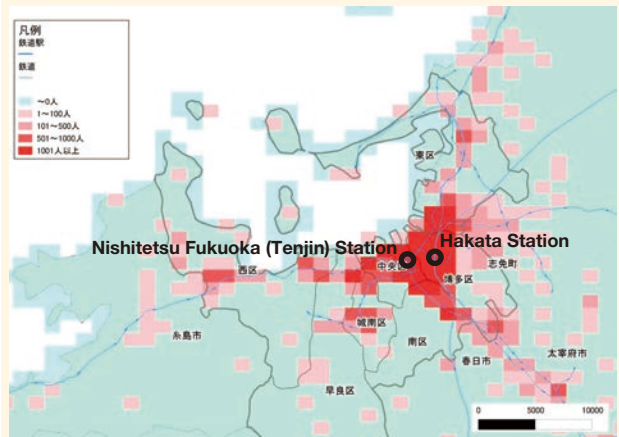 凡例
鉄道駅
鉄道
～0人
1～100人
101～500人
501～1000人
1001人以上
東区
Nishitetsu Fukuoka (Tenjin) Station
Hakata Station
西区
中央区
博多区
志免町
糸島市
城南区
南区
春日市
太宰府市
早良区
0 5000 10000